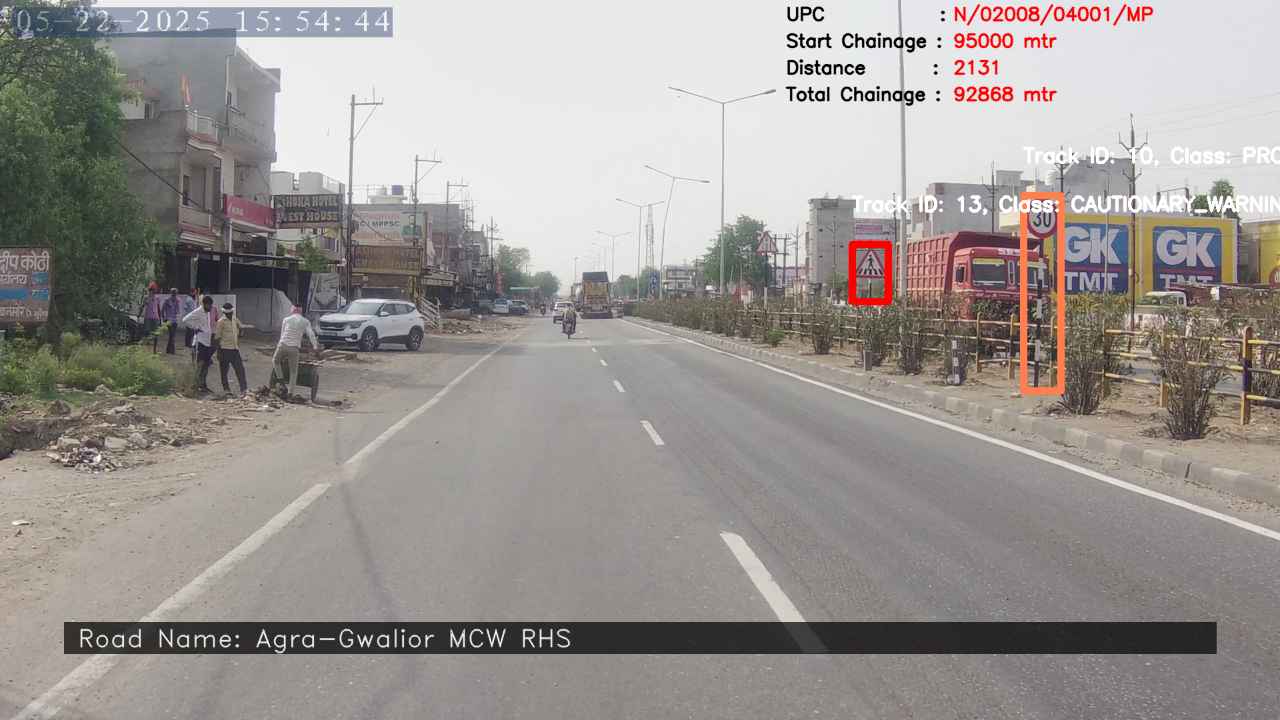 05-22-2025 15:54:44
UPC : N/02008/04001/MP
Start Chainage : 95000 mtr
Distance : 2131
Total Chainage : 92868 mtr
Track ID: 10, Class: PRO
Track ID: 13, Class: CAUTIONARY_WARNIN
30
GK
TMT
GK
TMT
HOTEL
GUEST HOUSE
MPPSC
Road Name: Agra-Gwalior MCW RHS